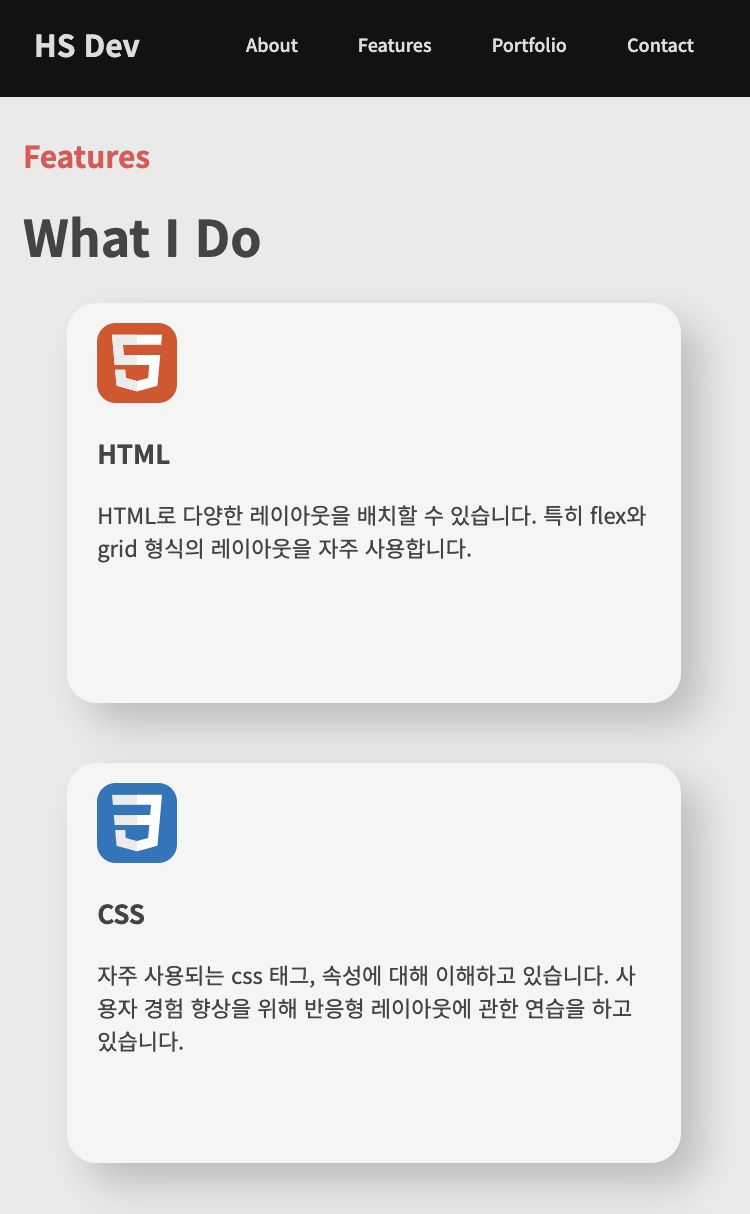 HS Dev
About
Features
Portfolio
Contact
Features
What I Do
HTML
HTML로 다양한 레이아웃을 배치할 수 있습니다. 특히 flex와
grid 형식의 레이아웃을 자주 사용합니다.
CSS
자주 사용되는 css 태그, 속성에 대해 이해하고 있습니다. 사
용자 경험 향상을 위해 반응형 레이아웃에 관한 연습을 하고
있습니다.